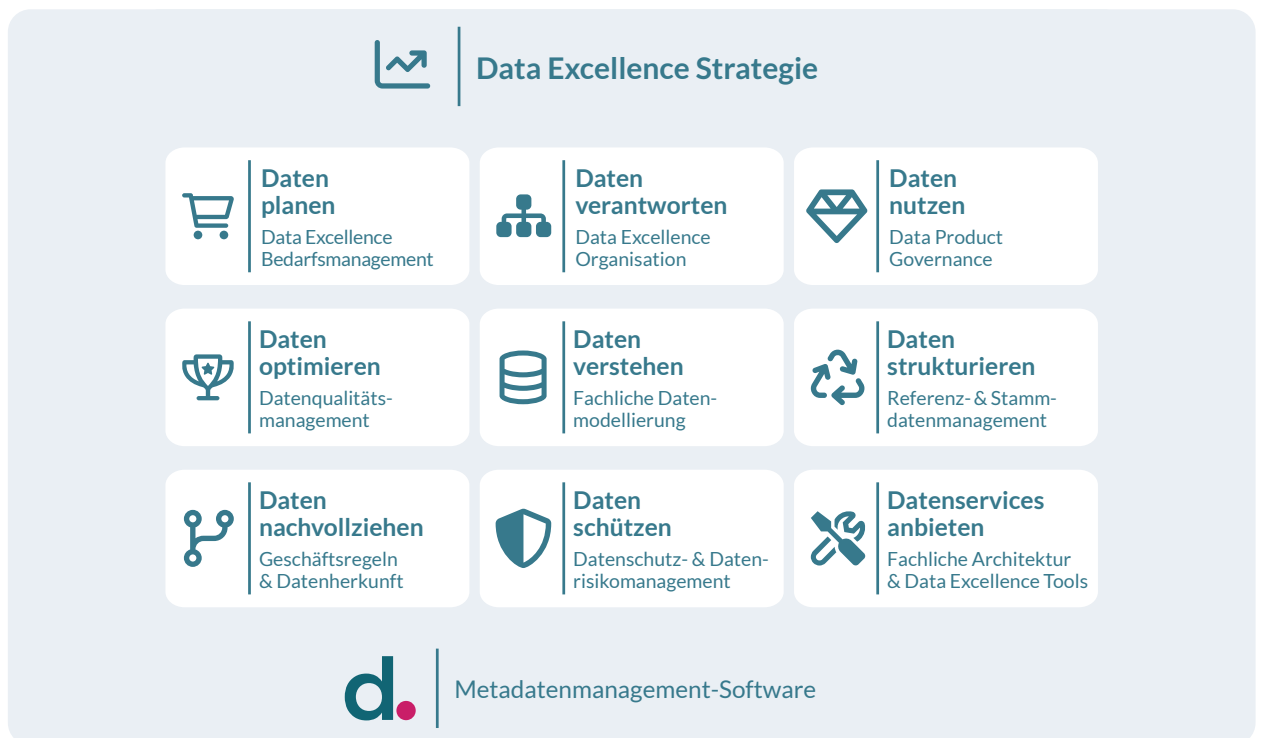 Data Excellence Strategie
Daten
planen
Data Excellence
Bedarfsmanagement
Daten
verantworten
Data Excellence
Organisation
Daten
nutzen
Data Product
Governance
Daten
optimieren
Datenqualitäts-
management
Daten
verstehen
Fachliche Daten-
modellierung
Daten
strukturieren
Referenz- & Stamm-
datenmanagement
Daten
nachvollziehen
Geschäftsregeln
& Datenherkunft
Daten
schützen
Datenschutz- & Daten-
risikomanagement
Datenservices
anbieten
Fachliche Architektur
& Data Excellence Tools
d.
Metadatenmanagement-Software